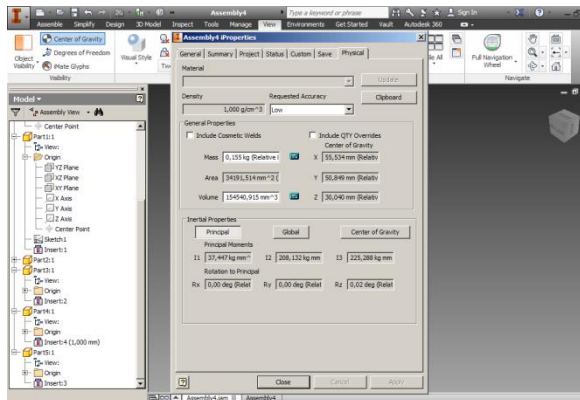 Assembly4
Type a keyword or phrase
Sign In
Assemble Simplify Design 3D Model Inspect Tools Manage View Environments Get Started Vault Autodesk 360
Center of Gravity
Degrees of Freedom
iMate Glyphs
Object Visibility
Visual Style
Full Navigation Wheel
Visibility
Navigate
Model
Assembly View
Center Point
Part1:1
View:
Origin
YZ Plane
XZ Plane
XY Plane
X Axis
Y Axis
Z Axis
Center Point
Sketch1
Insert:1
Part2:1
Part3:1
View:
Origin
Insert:2
Part4:1
View:
Origin
Insert:4 (1,000 mm)
Part5:1
View:
Origin
Insert:3
Assembly4 iProperties
General Summary Project Status Custom Save Physical
Material
Update
Density
Requested Accuracy
Clipboard
1,000 g/cm^3
Low
General Properties
Include Cosmetic Welds
Include QTY Overrides
Center of Gravity
Mass 0,155 kg (Relative
X 55,534 mm (Relativ
Area 34191,514 mm^2 (
Y 50,849 mm (Relativ
Volume 154540,915 mm^3
Z 30,040 mm (Relativ
Inertial Properties
Principal Global Center of Gravity
Principal Moments
I1 37,447 kg mm^
I2 208,132 kg mm
I3 225,288 kg mm
Rotation to Principal
Rx 0,00 deg (Relat
Ry 0,00 deg (Relat
Rz 0,02 deg (Relat
Close Cancel Apply
Assembly4.iam
Assembly4